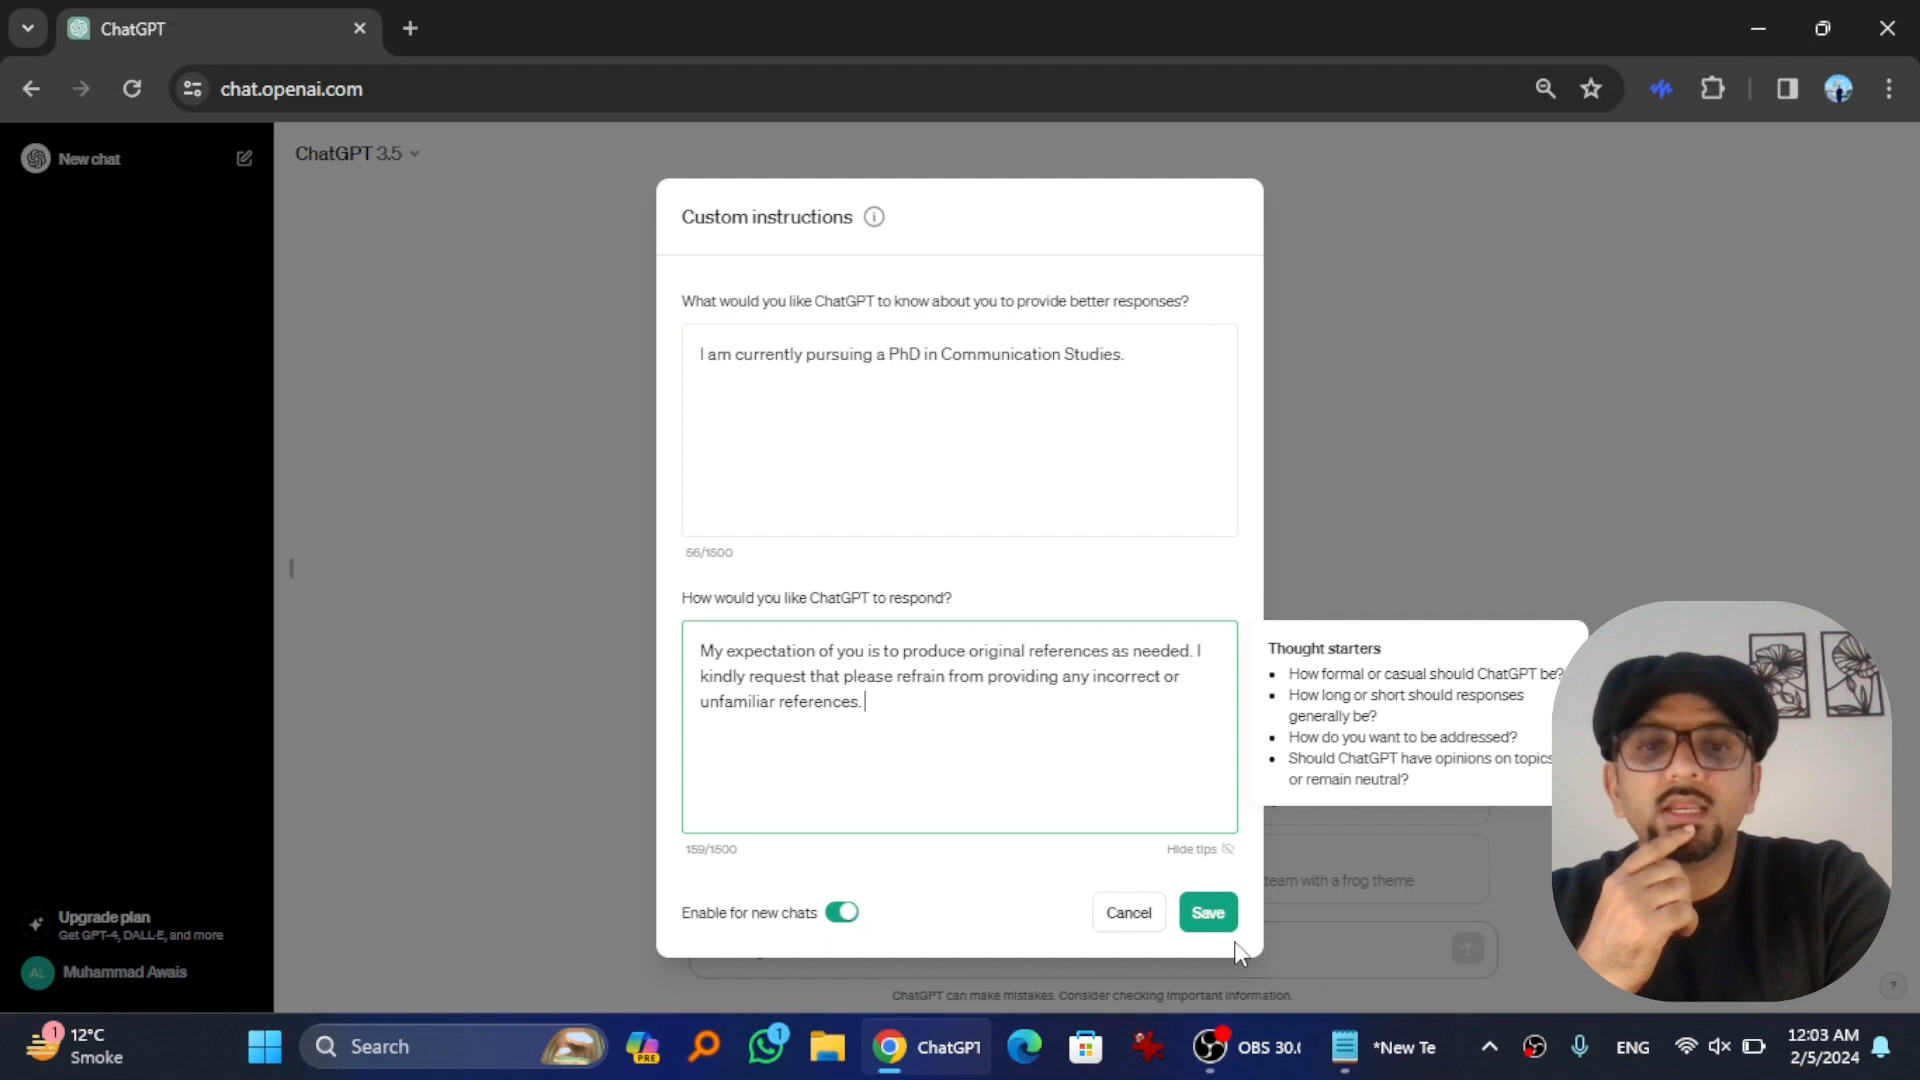 ChatGPT
chat.openai.com
New chat
ChatGPT 3.5
Custom instructions
What would you like ChatGPT to know about you to provide better responses?
I am currently pursuing a PhD in Communication Studies.
56/1500
How would you like ChatGPT to respond?
My expectation of you is to produce original references as needed. I
kindly request that please refrain from providing any incorrect or
unfamiliar references.
159/1500
Hide tips
Thought starters
• How formal or casual should ChatGPT be?
• How long or short should responses
generally be?
• How do you want to be addressed?
• Should ChatGPT have opinions on topics
or remain neutral?
team with a frog theme
Enable for new chats
Cancel
Save
Upgrade plan
Get GPT-4, DALL·E, and more
AL
Muhammad Awais
ChatGPT can make mistakes. Consider checking important information.
?
1
12°C
Smoke
Search
PRE
1
ChatGPT
OBS 30.(
*New Te
ENG
12:03 AM
2/5/2024